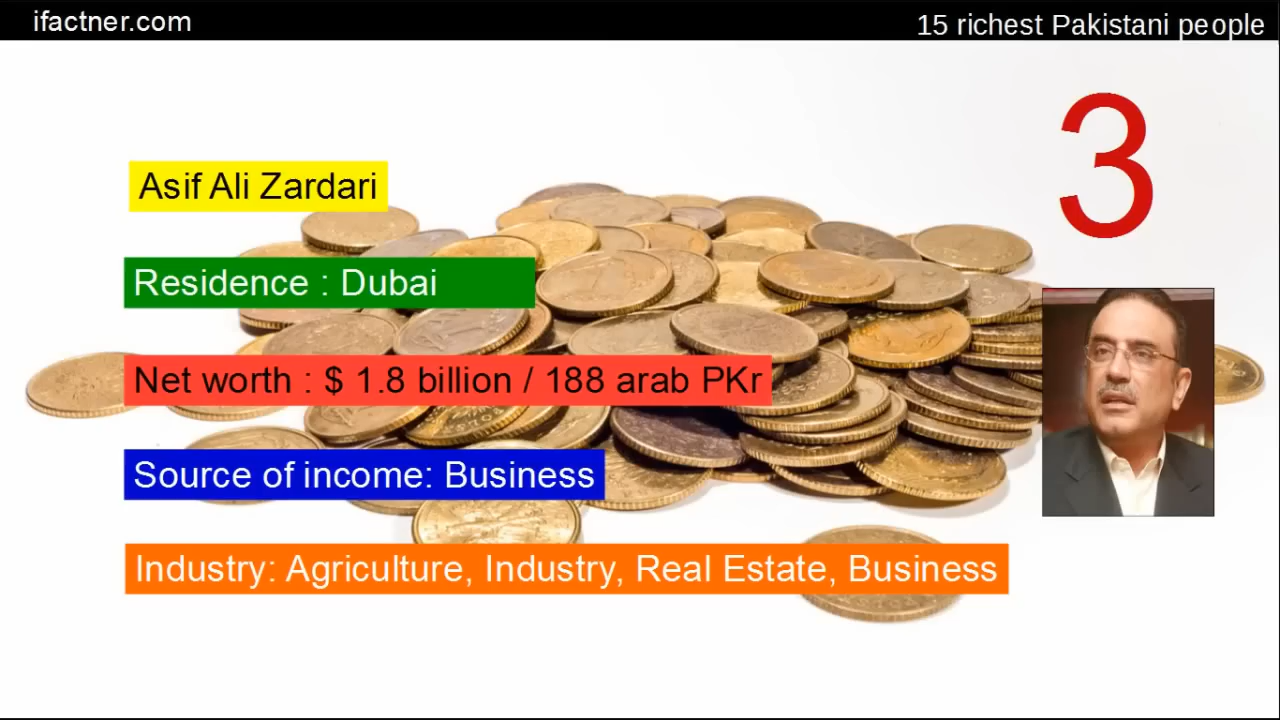 ifactner.com
15 richest Pakistani people
3
Asif Ali Zardari
Residence : Dubai
Net worth : $ 1.8 billion / 188 arab PKr
Source of income: Business
Industry: Agriculture, Industry, Real Estate, Business